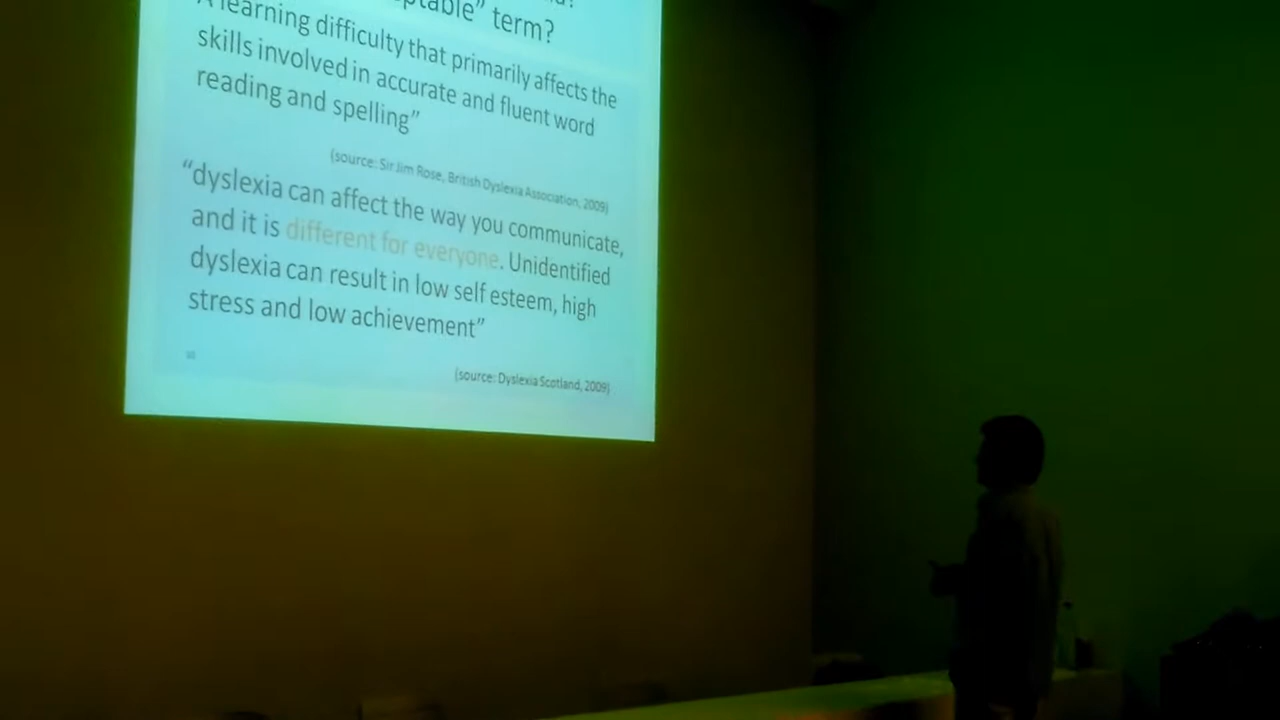 term?
A learning difficulty that primarily affects the
skills involved in accurate and fluent word
reading and spelling”
(source: Sir Jim Rose, British Dyslexia Association, 2009)
“dyslexia can affect the way you communicate,
and it is different for everyone. Unidentified
dyslexia can result in low self esteem, high
stress and low achievement”
(source: Dyslexia Scotland, 2009)